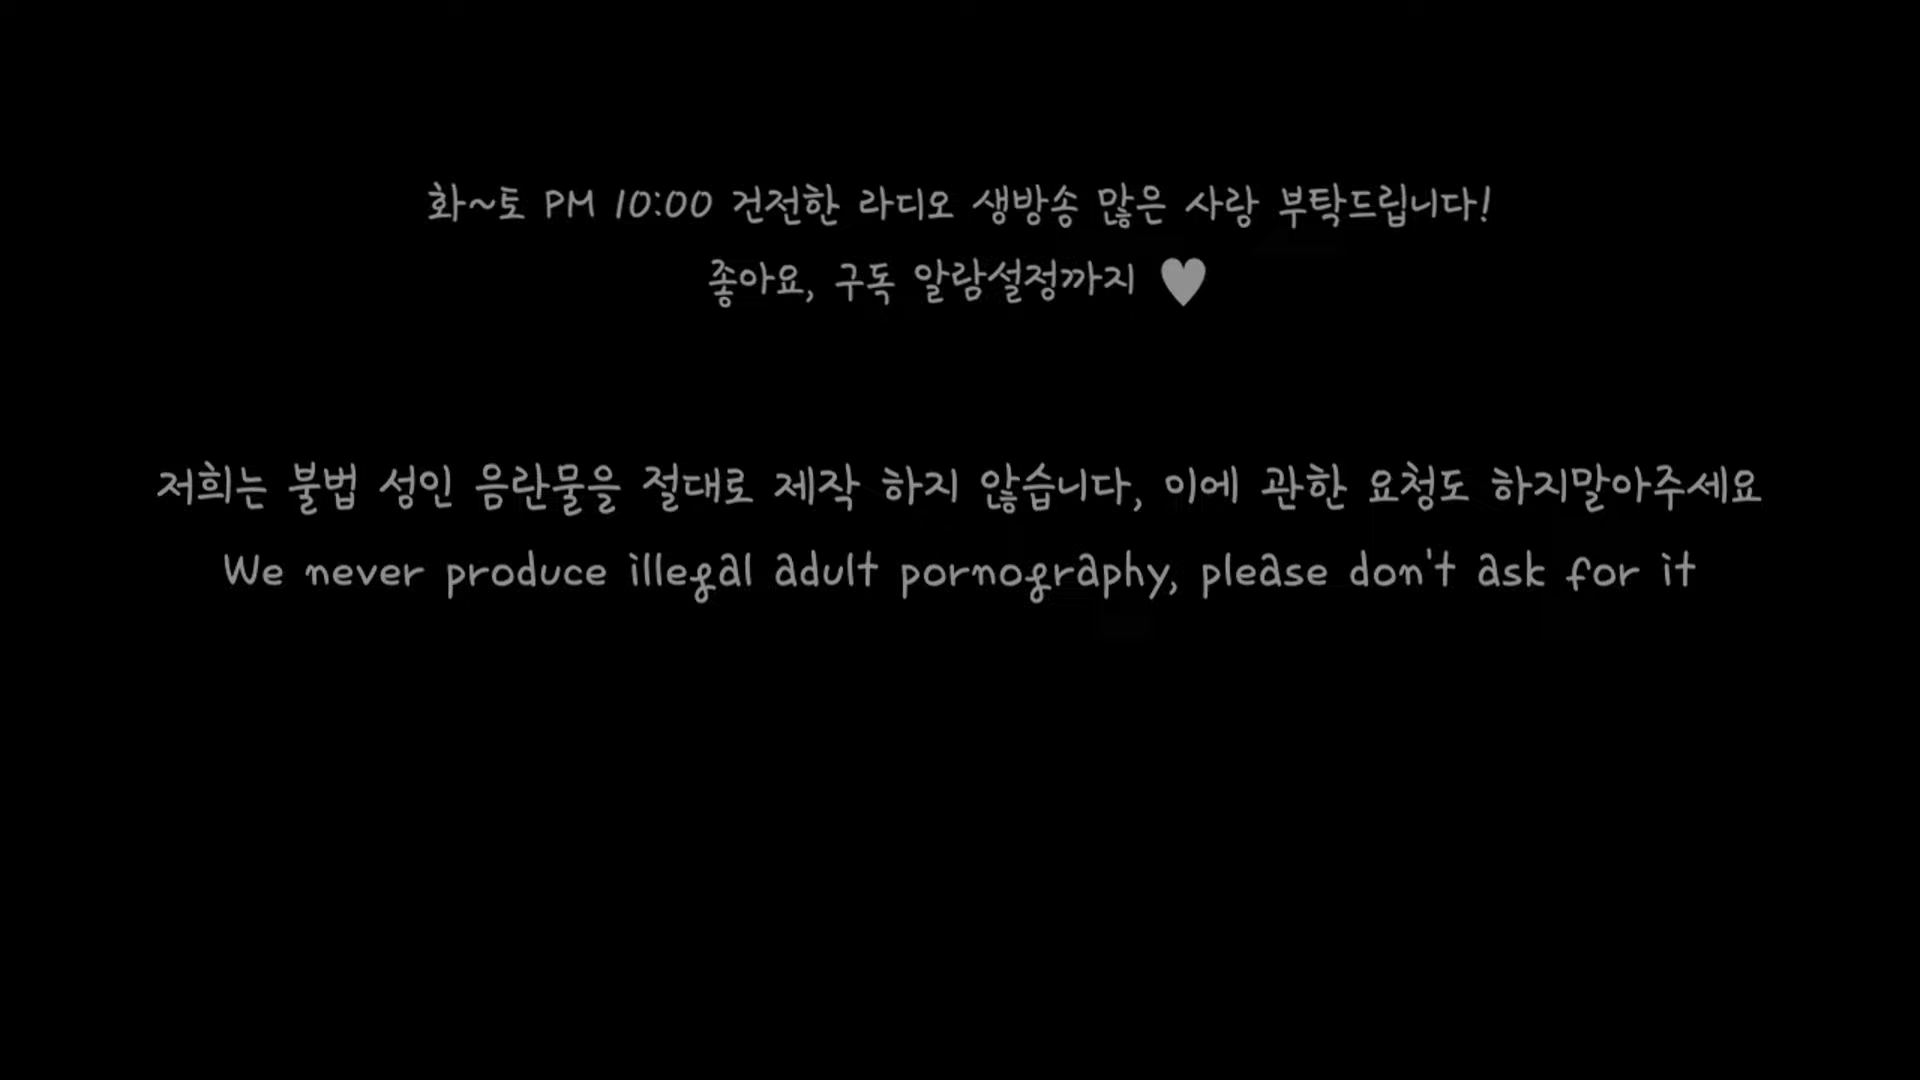 화~토 PM 10:00 건전한 라디오 생방송 많은 사랑 부탁드립니다!
좋아요, 구독 알람설정까지 ♥
저희는 불법 성인 음란물을 절대로 제작 하지 않습니다, 이에 관한 요청도 하지말아주세요
We never produce illegal adult pornography, please don't ask for it